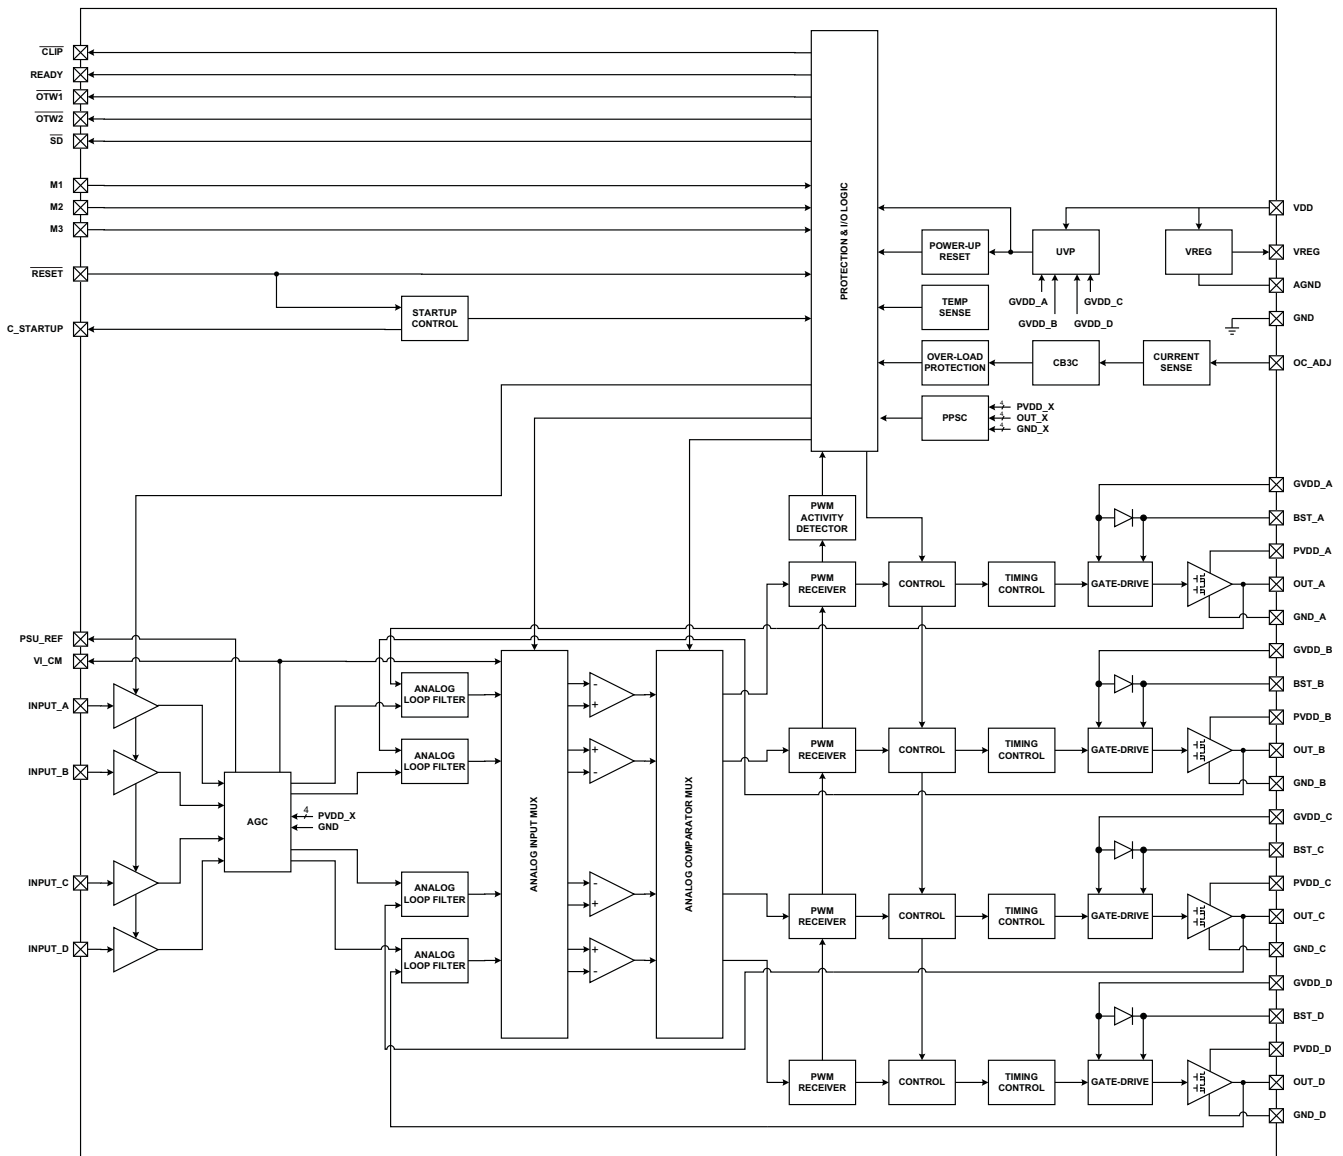 CLIP
READY
OTW1
OTW2
SD
M1
M2
M3
RESET
C_STARTUP
STARTUP
CONTROL
PROTECTION & I/O LOGIC
POWER-UP
RESET
UVP
GVDD_A
GVDD_C
GVDD_B
GVDD_D
VREG
TEMP
SENSE
OVER-LOAD
PROTECTION
CB3C
CURRENT
SENSE
PPSC
4
PVDD_X
4
OUT_X
4
GND_X
VDD
VREG
AGND
GND
OC_ADJ
PWM
ACTIVITY
DETECTOR
PWM
RECEIVER
CONTROL
TIMING
CONTROL
GATE-DRIVE
GVDD_A
BST_A
PVDD_A
OUT_A
GND_A
PSU_REF
VI_CM
INPUT_A
INPUT_B
INPUT_C
INPUT_D
AGC
4
PVDD_X
GND
ANALOG
LOOP FILTER
ANALOG
LOOP FILTER
ANALOG
LOOP FILTER
ANALOG
LOOP FILTER
ANALOG INPUT MUX
-
+
+
-
-
+
+
-
ANALOG COMPARATOR MUX
PWM
RECEIVER
CONTROL
TIMING
CONTROL
GATE-DRIVE
GVDD_B
BST_B
PVDD_B
OUT_B
GND_B
PWM
RECEIVER
CONTROL
TIMING
CONTROL
GATE-DRIVE
GVDD_C
BST_C
PVDD_C
OUT_C
GND_C
PWM
RECEIVER
CONTROL
TIMING
CONTROL
GATE-DRIVE
GVDD_D
BST_D
PVDD_D
OUT_D
GND_D